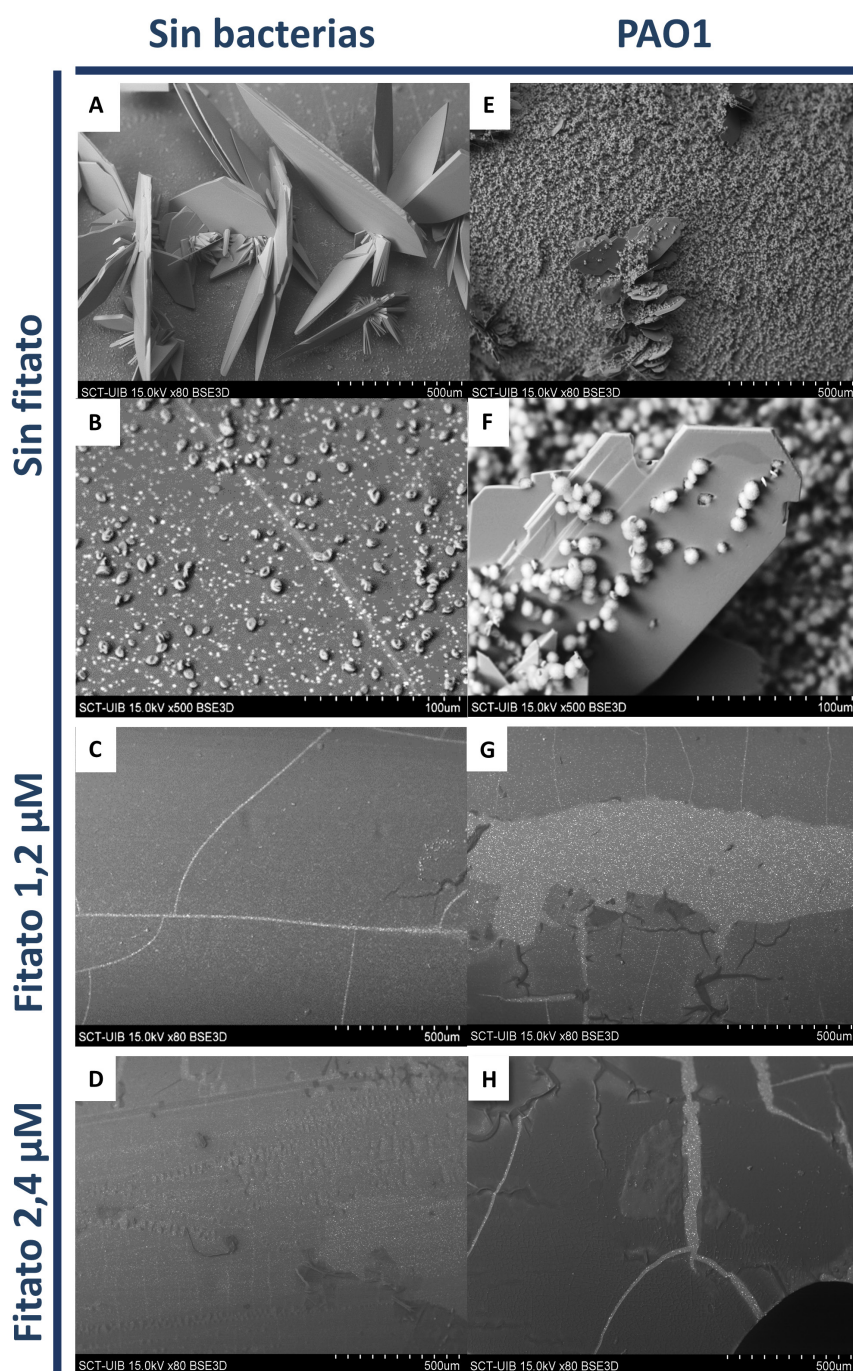 Sin bacterias
PAO1
Sin fitato
A
SCT-UIB 15.0kV x80 BSE3D
500um
E
SCT-UIB 15.0kV x80 BSE3D
500um
B
SCT-UIB 15.0kV x500 BSE3D
100um
F
SCT-UIB 15.0kV x500 BSE3D
100um
Fitato 1,2 µM
C
SCT-UIB 15.0kV x80 BSE3D
500um
G
SCT-UIB 15.0kV x80 BSE3D
500um
Fitato 2,4 µM
D
SCT-UIB 15.0kV x80 BSE3D
500um
H
SCT-UIB 15.0kV x80 BSE3D
500um